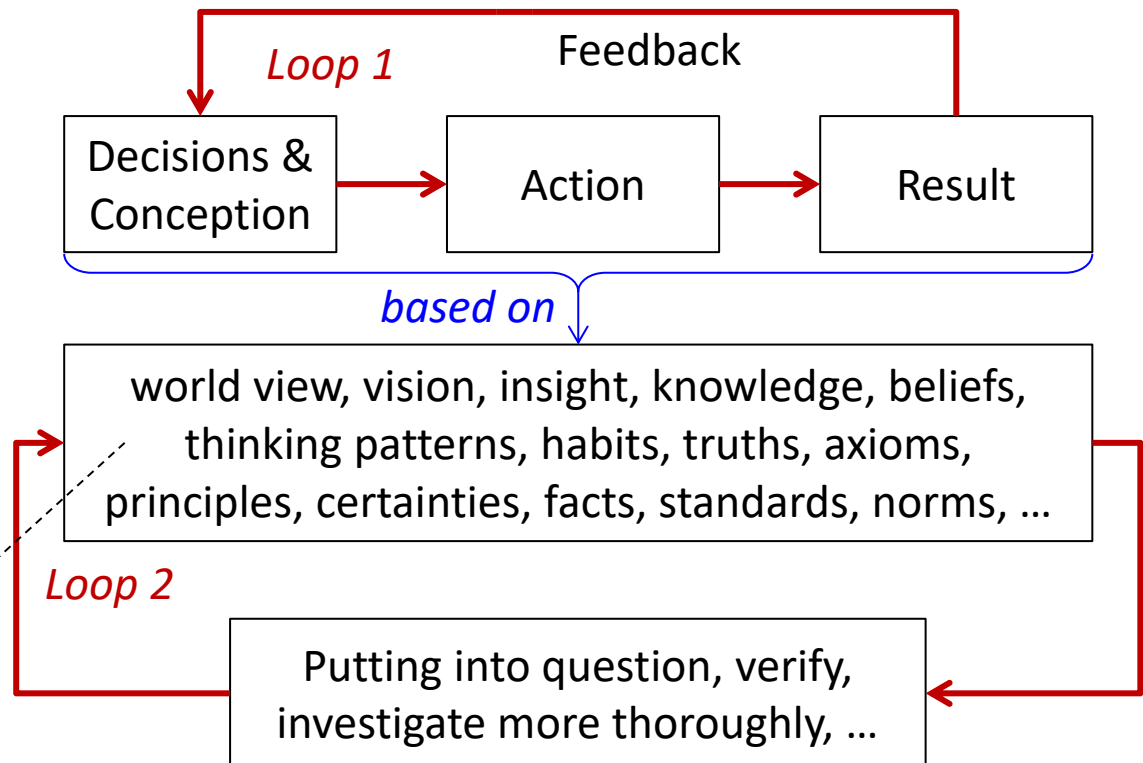 Loop 1
Feedback
Decisions &
Conception
Action
Result
based on
world view, vision, insight, knowledge, beliefs,
thinking patterns, habits, truths, axioms,
principles, certainties, facts, standards, norms, ...
Loop 2
Putting into question, verify,
investigate more thoroughly, ...